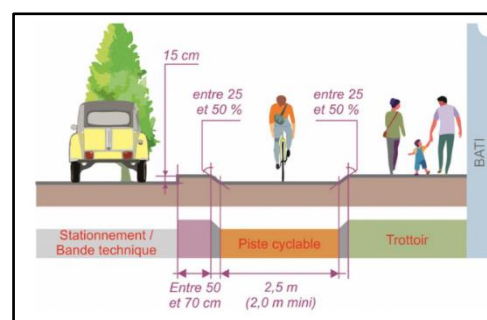 15 cm
entre 25
et 50 %
entre 25
et 50 %
BATI
Stationnement /
Bande technique
Piste cyclable
Trottoir
Entre 50
et 70 cm
2,5 m
(2,0 m mini)